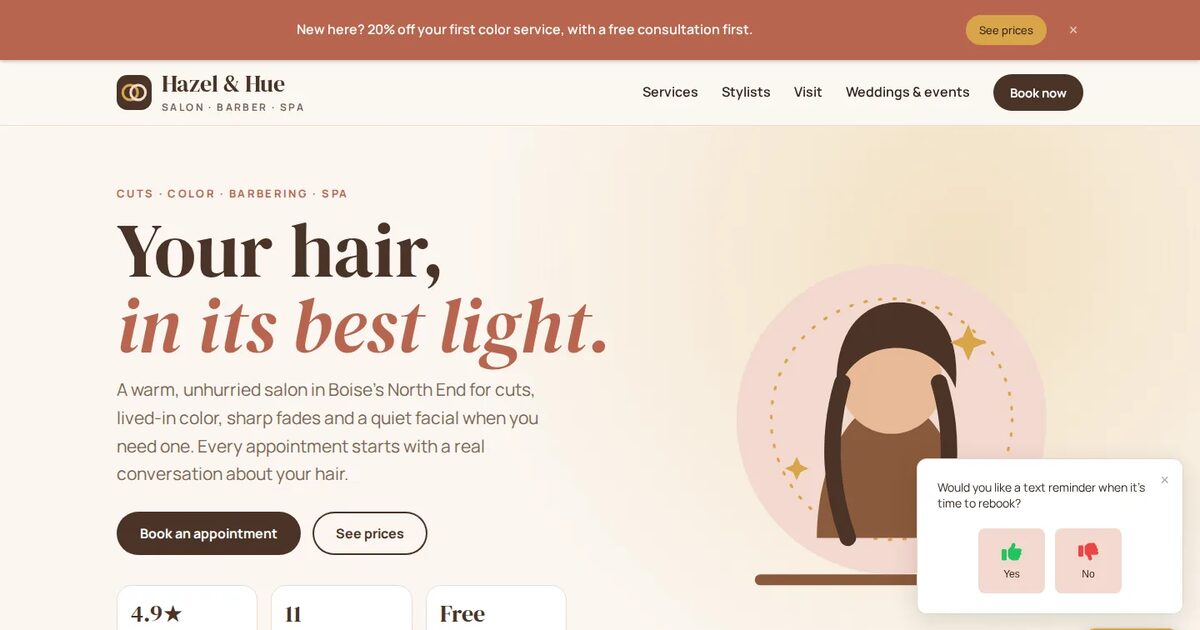 New here? 20% off your first color service, with a free consultation first.
See prices
×
Hazel & Hue
SALON · BARBER · SPA
Services
Stylists
Visit
Weddings & events
Book now
CUTS · COLOR · BARBERING · SPA
Your hair,
in its best light.
A warm, unhurried salon in Boise's North End for cuts,
lived-in color, sharp fades and a quiet facial when you
need one. Every appointment starts with a real
conversation about your hair.
Book an appointment
See prices
4.9★
11
Free
Would you like a text reminder when it's
time to rebook?
×
Yes
No